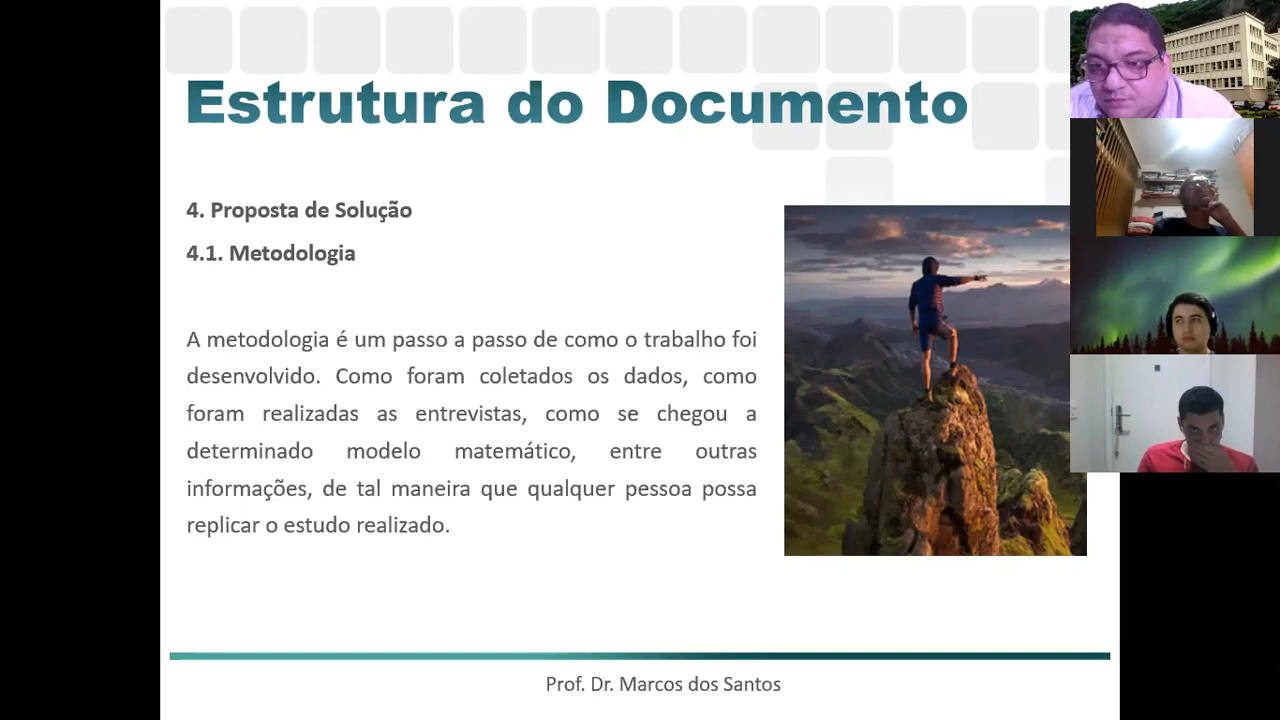 Estrutura do Documento
4. Proposta de Solução
4.1. Metodologia
A metodologia é um passo a passo de como o trabalho foi
desenvolvido. Como foram coletados os dados, como
foram realizadas as entrevistas, como se chegou a
determinado modelo matemático, entre outras
informações, de tal maneira que qualquer pessoa possa
replicar o estudo realizado.
Prof. Dr. Marcos dos Santos